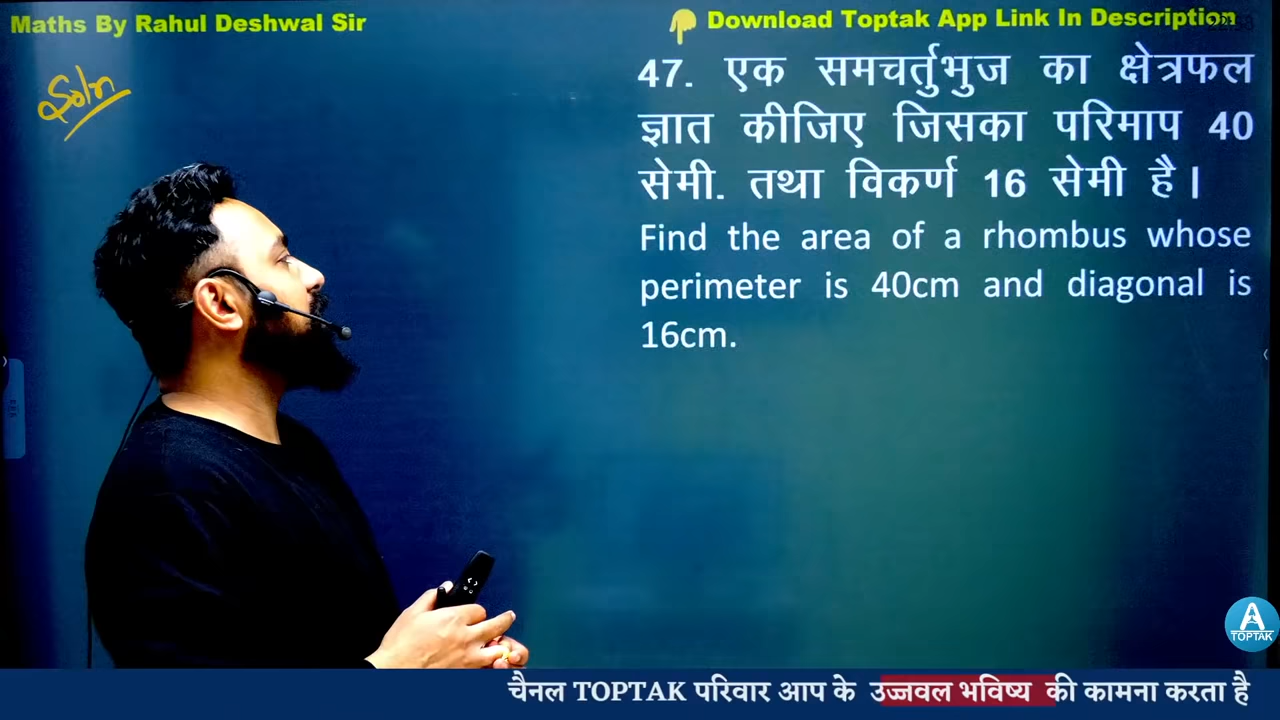 Maths By Rahul Deshwal Sir
Download Toptak App Link In Description
Soln
47. एक समचर्तुभुज का क्षेत्रफल
ज्ञात कीजिए जिसका परिमाप 40
सेमी. तथा विकर्ण 16 सेमी है।
Find the area of a rhombus whose
perimeter is 40cm and diagonal is
16cm.
A
TOPTAK
चैनल TOPTAK परिवार आप के उज्जवल भविष्य की कामना करता है